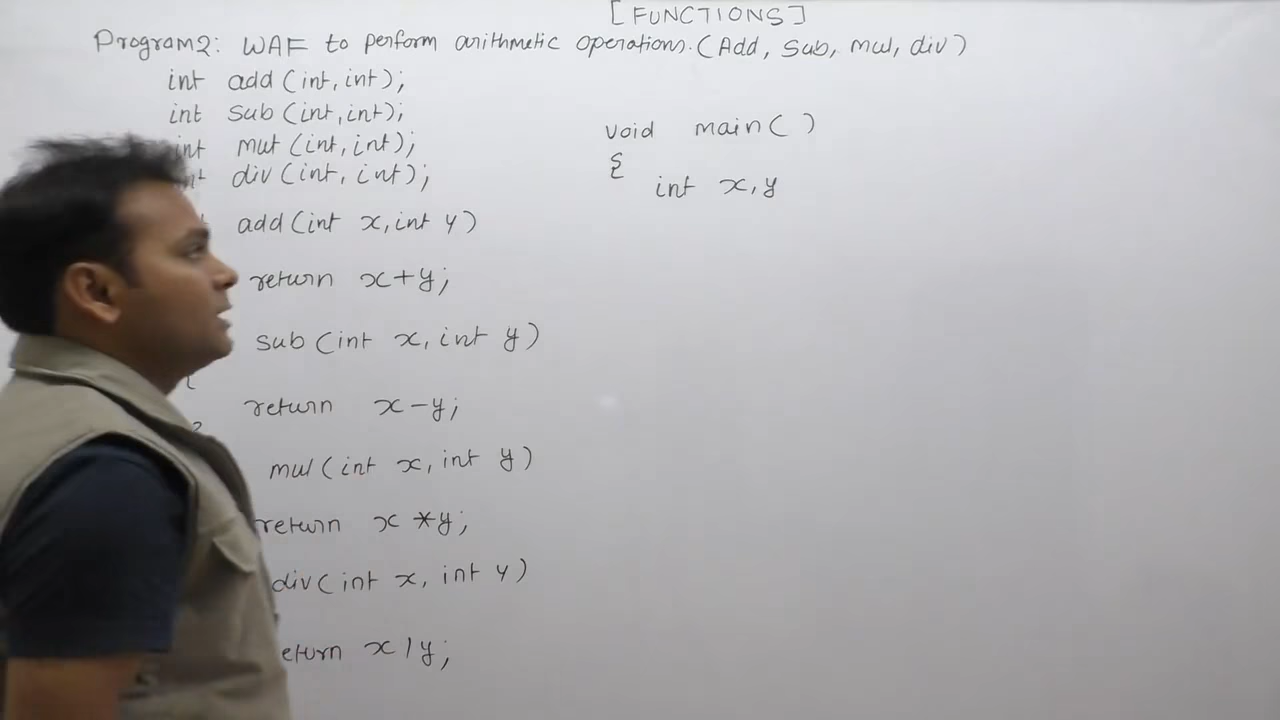 [FUNCTIONS]
Program2: WAF to perform arithmetic operations. (Add, Sub, mul, div)
int add (int, int);
int sub (int, int);
int mut (int, int);
int div (int, int);
add (int x, int y)
return x+y;
sub (int x, int y)
{
return x-y;
mul (int x, int y)
return x *y;
div (int x, int y)
eturn x/y;
void main( )
{
int x, y